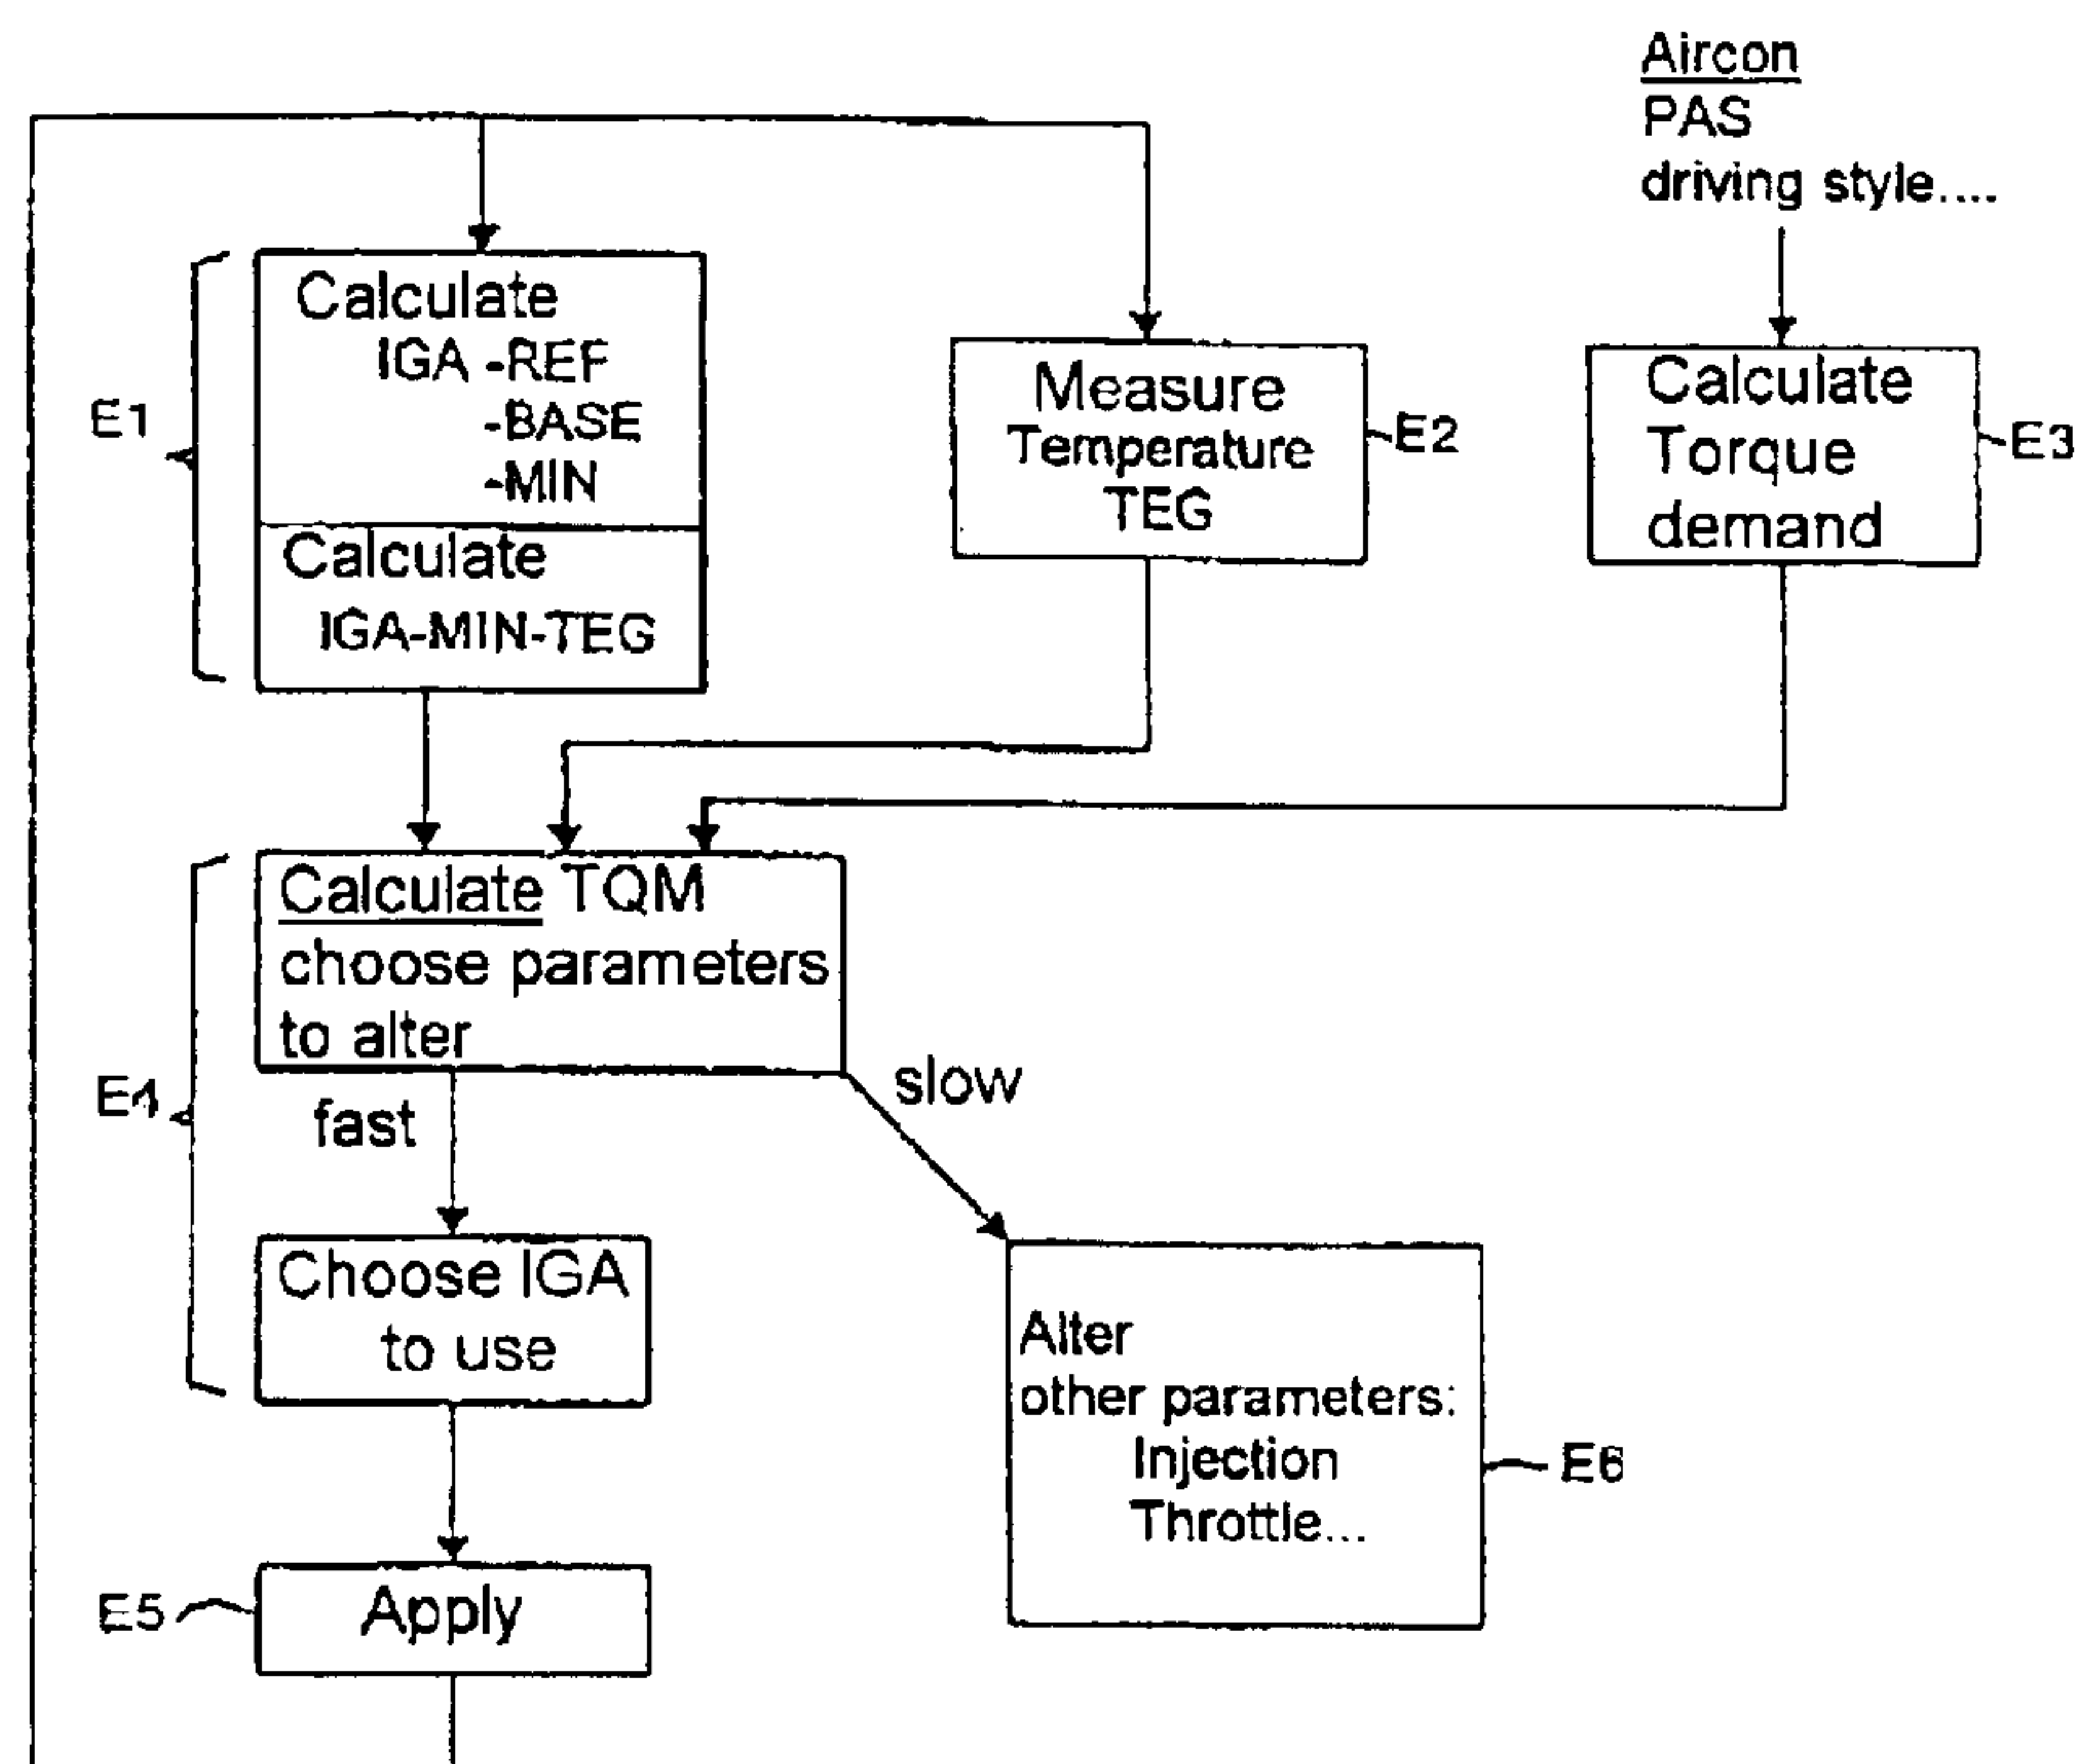 Aircon
PAS
driving style....
Calculate
IGA -REF
-BASE
-MIN
Calculate
IGA-MIN-TEG
E1
Measure
Temperature
TEG
E2
Calculate
Torque
demand
E3
Calculate TQM
choose parameters
to alter
E4
fast
slow
Choose IGA
to use
Alter
other parameters:
Injection
Throttle...
E6
E5
Apply